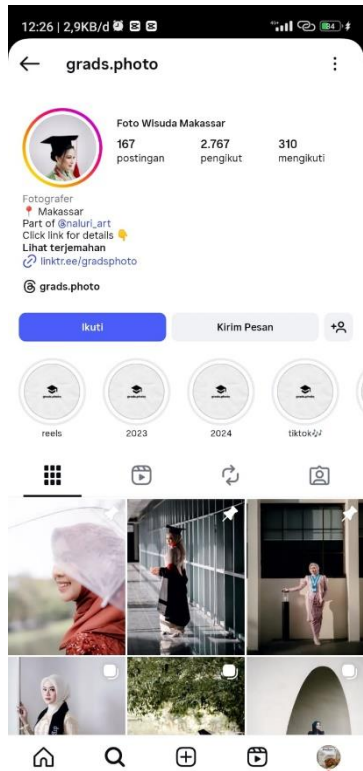 12:26 | 2,9KB/d
84
grads.photo
Foto Wisuda Makassar
167
2.767
310
postingan
pengikut
mengikuti
Fotografer
Makassar
Part of @naluri_art
Click link for details
Lihat terjemahan
linktr.ee/gradsphoto
grads.photo
Ikuti
Kirim Pesan
reels
2023
2024
tiktok